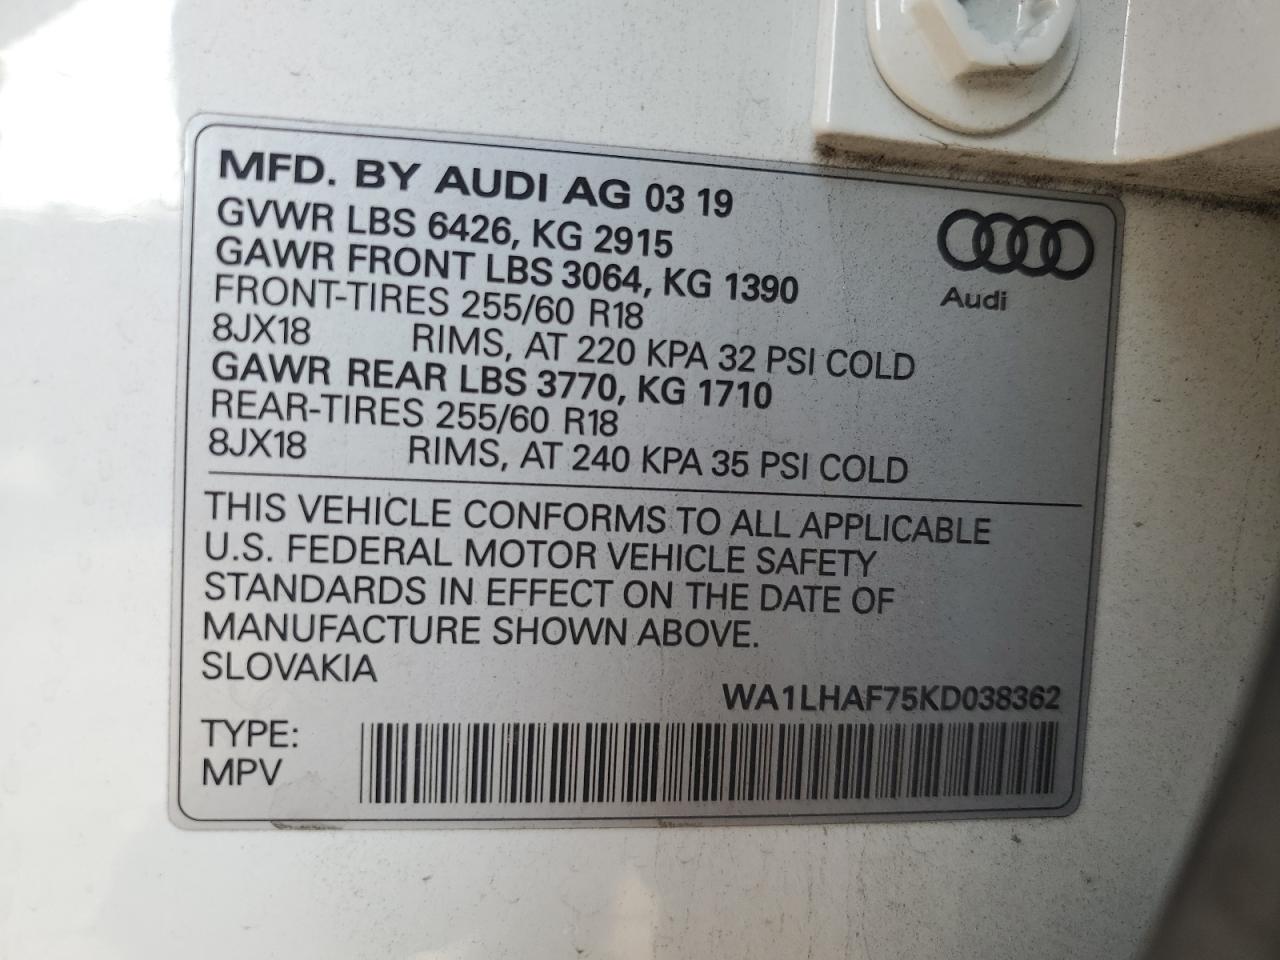 MFD. BY AUDI AG 03 19
GVWR LBS 6426, KG 2915
GAWR FRONT LBS 3064, KG 1390
FRONT-TIRES 255/60 R18
8JX18 RIMS, AT 220 KPA 32 PSI COLD
GAWR REAR LBS 3770, KG 1710
REAR-TIRES 255/60 R18
8JX18 RIMS, AT 240 KPA 35 PSI COLD
Audi
THIS VEHICLE CONFORMS TO ALL APPLICABLE
U.S. FEDERAL MOTOR VEHICLE SAFETY
STANDARDS IN EFFECT ON THE DATE OF
MANUFACTURE SHOWN ABOVE.
SLOVAKIA
WA1LHAF75KD038362
TYPE:
MPV